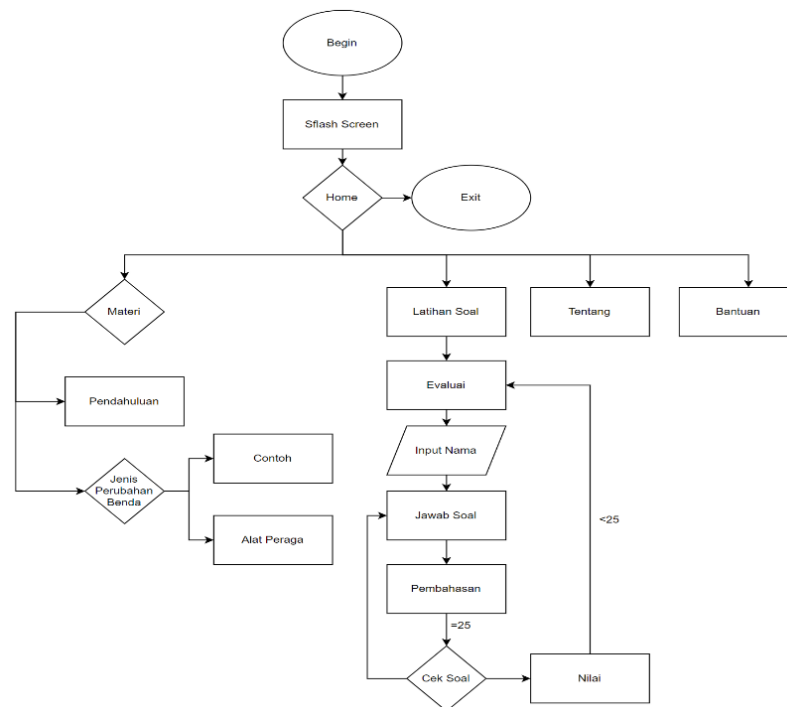 Begin
Sflash Screen
Home
Exit
Materi
Latihan Soal
Tentang
Bantuan
Pendahuluan
Evaluai
Input Nama
Contoh
Jenis
Perubahan
Benda
Jawab Soal
<25
Alat Peraga
Pembahasan
=25
Cek Soal
Nilai